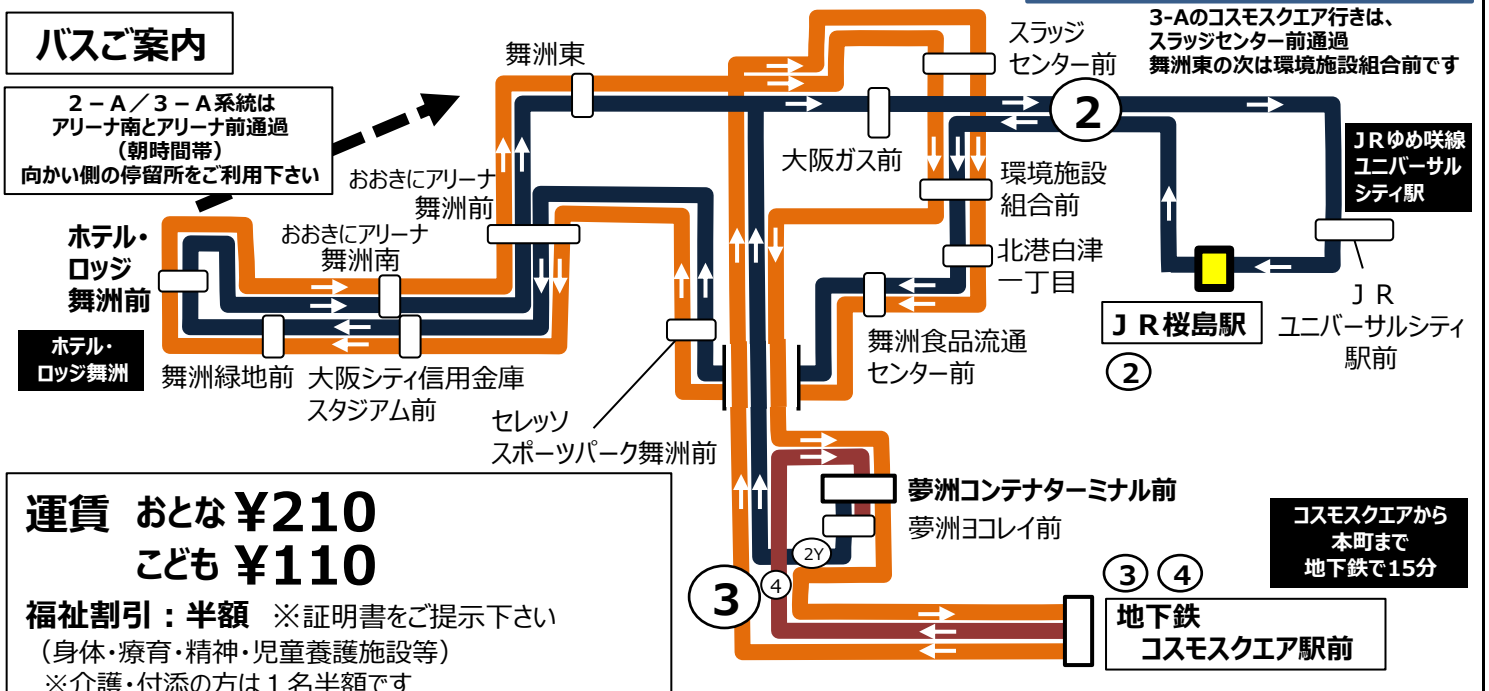 バスご案内
２－Ａ／３－Ａ系統は
アリーナ南とアリーナ前通過
（朝時間帯）
向かい側の停留所をご利用下さい
3-Aのコスモスクエア行きは、
スラッジセンター前通過
舞洲東の次は環境施設組合前です
舞洲東
スラッジ
センター前
2
大阪ガス前
ＪＲゆめ咲線
ユニバーサル
シティ駅
環境施設
組合前
おおきにアリーナ
舞洲前
おおきにアリーナ
舞洲南
ホテル・
ロッジ
舞洲前
北港白津
一丁目
ＪＲ桜島駅
②
ＪＲ
ユニバーサルシティ
駅前
ホテル・
ロッジ舞洲
舞洲緑地前
大阪シティ信用金庫
スタジアム前
舞洲食品流通
センター前
セレッソ
スポーツパーク舞洲前
夢洲コンテナターミナル前
夢洲ヨコレイ前
2Y
4
3
コスモスクエアから
本町まで
地下鉄で15分
③ ④
地下鉄
コスモスクエア駅前
運賃 おとな ¥210
こども ¥110
福祉割引：半額 ※証明書をご提示下さい
（身体・療育・精神・児童養護施設等）
※介護・付添の方は１名半額です